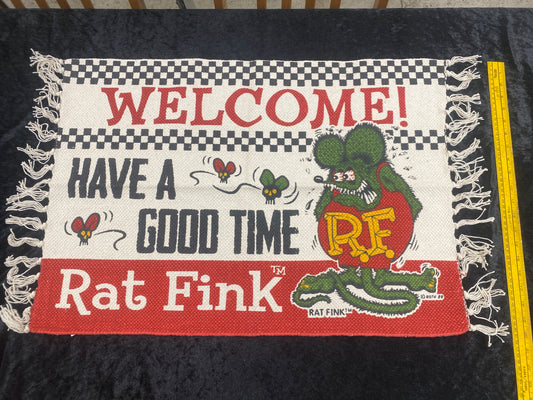 WELCOME!
HAVE A
GOOD TIME
R.F.
Rat Fink™
RAT FINK™